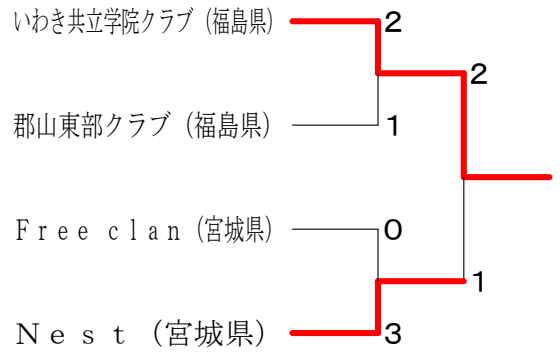 いわき共立学院クラブ（福島県） 2
2
郡山東部クラブ（福島県） 1
Ｆｒｅｅ ｃｌａｎ（宮城県） 0
1
Ｎｅｓｔ（宮城県） 3